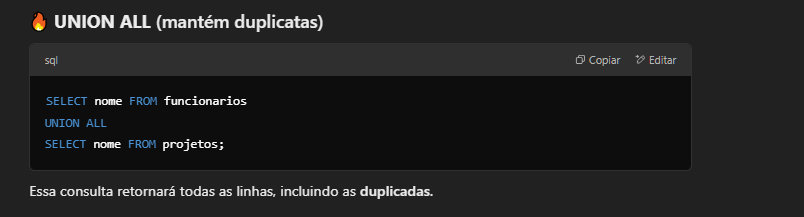 🔥 UNION ALL (mantém duplicatas)
sql Copiar Editar
SELECT nome FROM funcionarios
UNION ALL
SELECT nome FROM projetos;
Essa consulta retornará todas as linhas, incluindo as duplicadas.